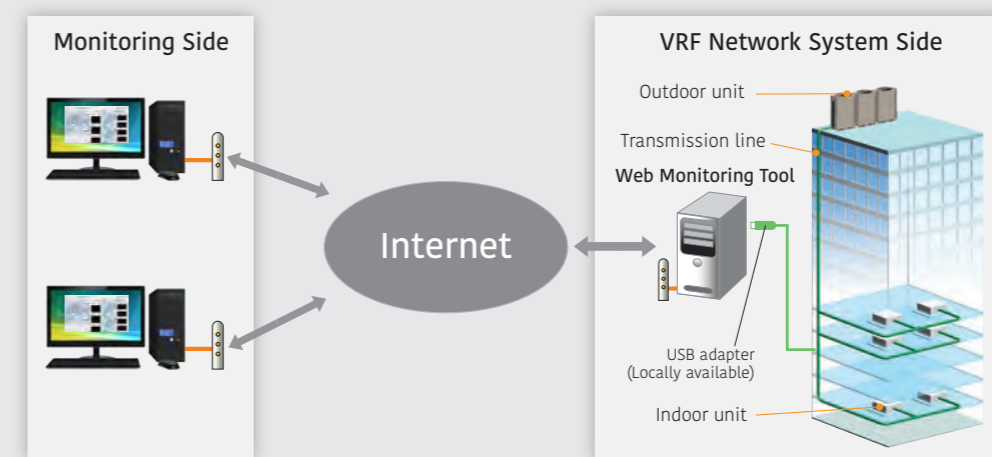 Monitoring Side
Internet
VRF Network System Side
Outdoor unit
Transmission line
Web Monitoring Tool
USB adapter
(Locally available)
Indoor unit